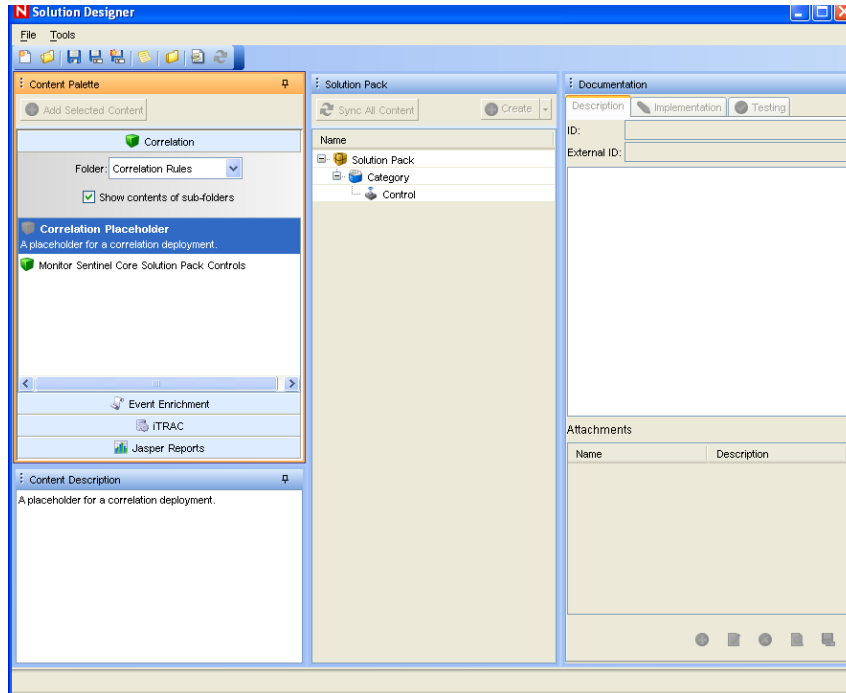 Solution Designer
File Tools
Content Palette
Add Selected Content
Correlation
Folder: Correlation Rules
Show contents of sub-folders
Correlation Placeholder
A placeholder for a correlation deployment.
Monitor Sentinel Core Solution Pack Controls
Event Enrichment
iTRAC
Jasper Reports
Content Description
A placeholder for a correlation deployment.
Solution Pack
Sync All Content Create
Name
Solution Pack
Category
Control
Documentation
Description Implementation Testing
ID:
External ID:
Attachments
Name Description